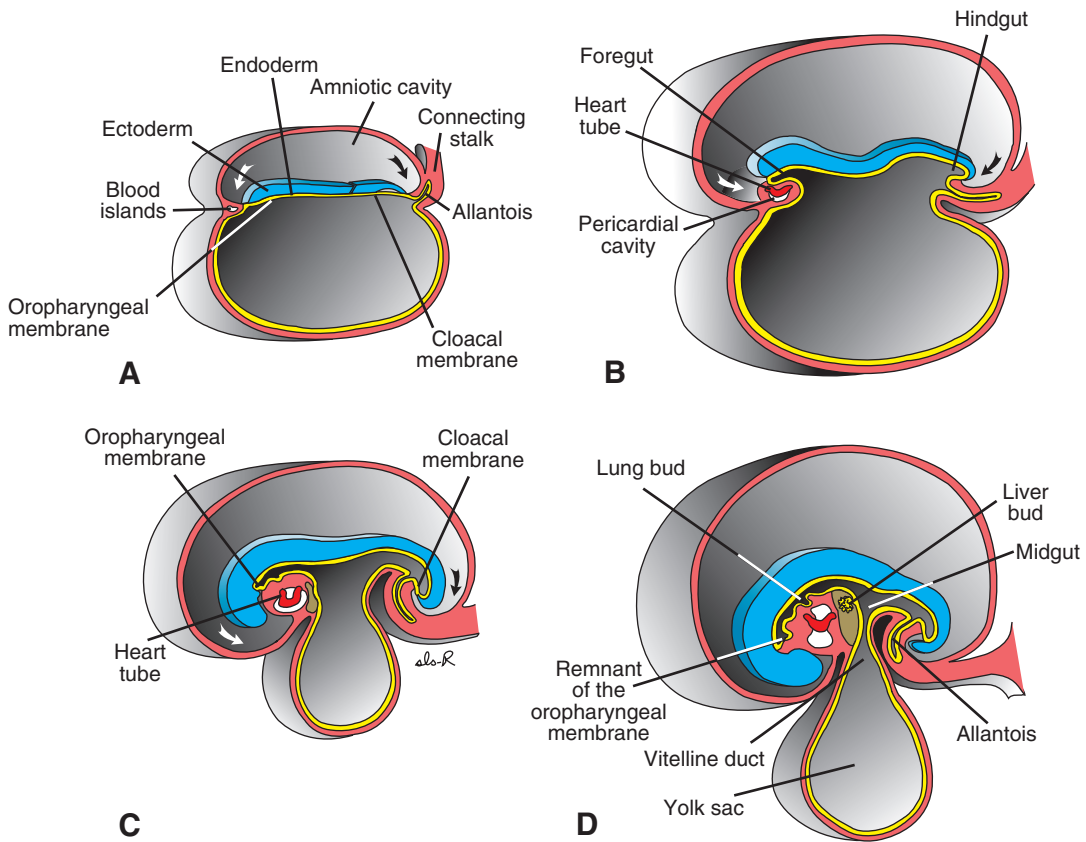 Endoderm
Amniotic cavity
Ectoderm
Connecting
stalk
Blood
islands
Allantois
Oropharyngeal
membrane
Cloacal
membrane
A
Hindgut
Foregut
Heart
tube
Pericardial
cavity
B
Oropharyngeal
membrane
Cloacal
membrane
Heart
tube
sls-R
C
Lung bud
Liver
bud
Midgut
Remnant
of the
oropharyngeal
membrane
Vitelline duct
Allantois
Yolk sac
D